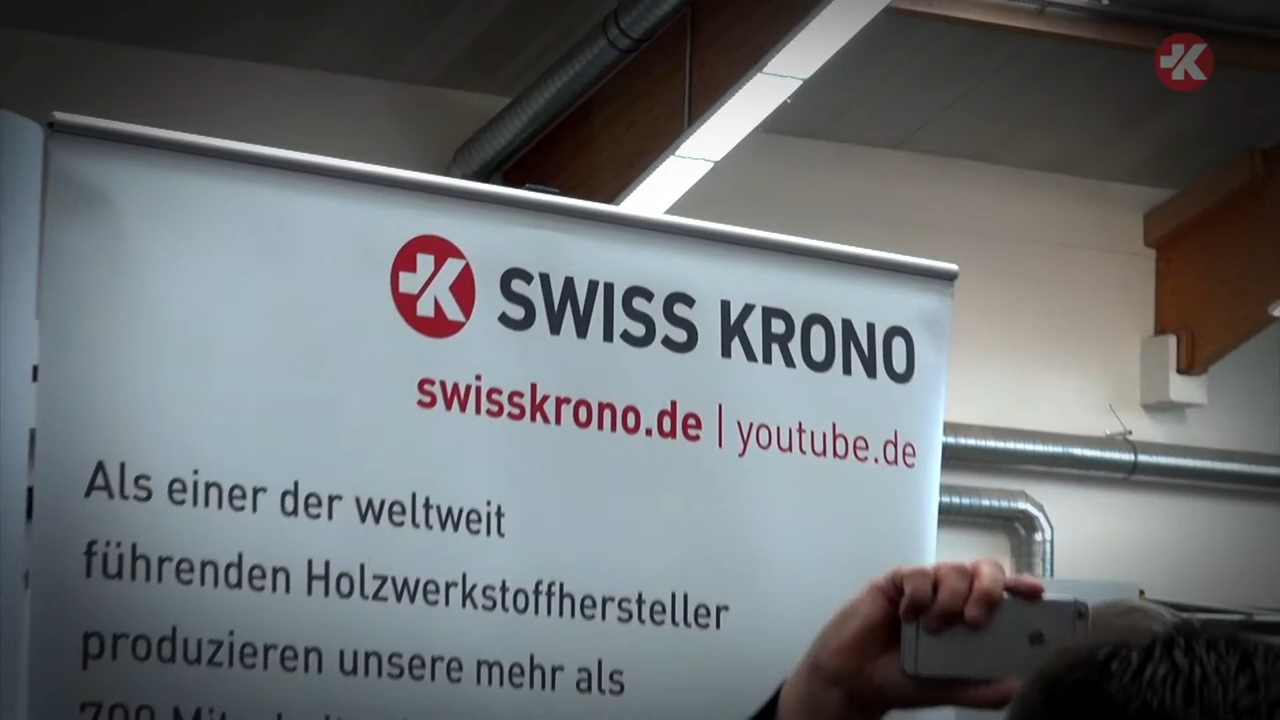 SWISS KRONO
swisskrono.de | youtube.de
Als einer der weltweit
führenden Holzwerkstoffhersteller
produzieren unsere mehr als